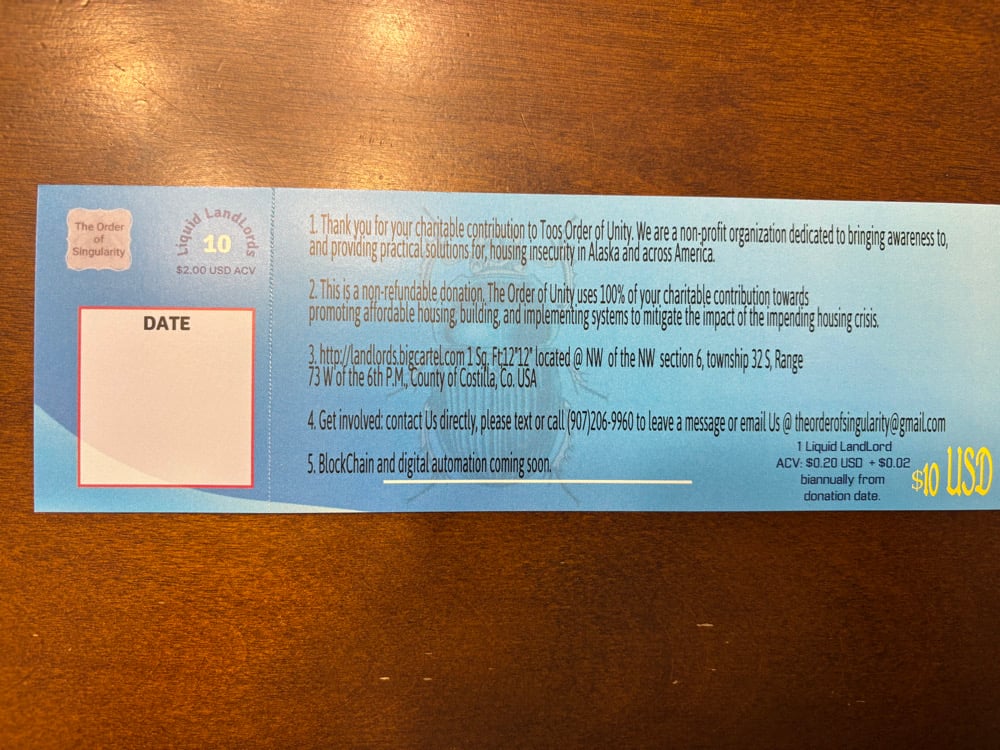 The Order
of
Singularity
Liquid LandLords
10
$2.00 USD ACV
DATE
1. Thank you for your charitable contribution to Toos Order of Unity. We are a non-profit organization dedicated to bringing awareness to,
and providing practical solutions for, housing insecurity in Alaska and across America.
2. This is a non-refundable donation. The Order of Unity uses 100% of your charitable contribution towards
promoting affordable housing, building, and implementing systems to mitigate the impact of the impending housing crisis.
3. http://landlords.bigcartel.com 1 Sq. Ft:12"12" located @ NW of the NW section 6, township 32 S, Range
73 W of the 6th P.M., County of Costilla, Co. USA
4. Get involved: contact Us directly, please text or call (907)206-9960 to leave a message or email Us @ theorderofsingularity@gmail.com
5. BlockChain and digital automation coming soon.
1 Liquid LandLord
ACV: $0.20 USD + $0.02
biannually from
donation date.
$10 USD